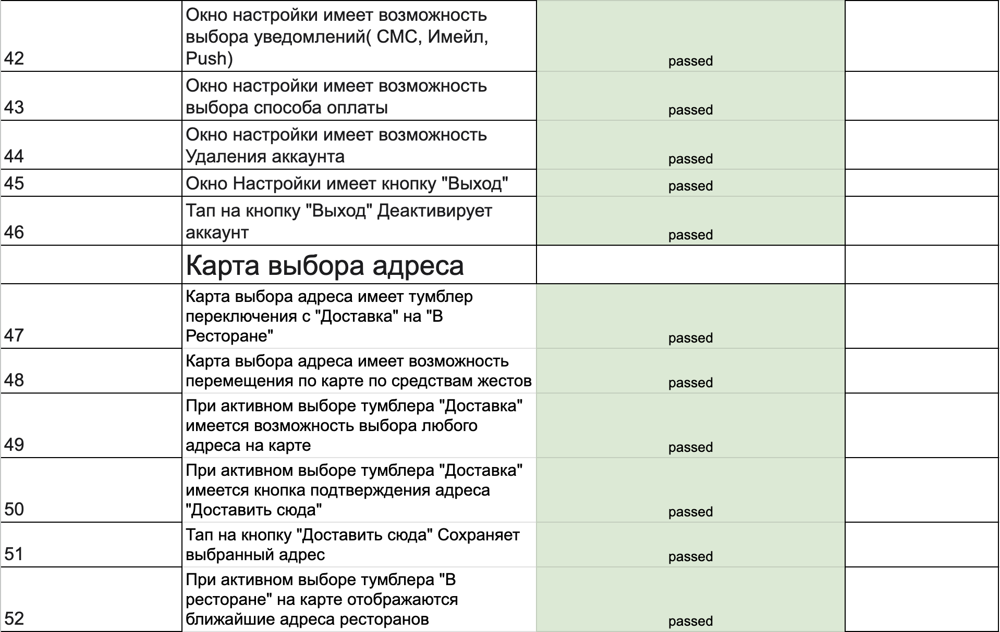 Окно настройки имеет возможность
выбора уведомлений( СМС, Имейл,
42 Push) passed
Окно настройки имеет возможность
43 выбора способа оплаты passed
Окно настройки имеет возможность
44 Удаления аккаунта passed
45 Окно Настройки имеет кнопку "Выход" passed
Тап на кнопку "Выход" Деактивирует
46 аккаунт passed
Карта выбора адреса
Карта выбора адреса имеет тумблер
переключения с "Доставка" на "В
47 Ресторане" passed
Карта выбора адреса имеет возможность
48 перемещения по карте по средствам жестов passed
При активном выборе тумблера "Доставка"
имеется возможность выбора любого
49 адреса на карте passed
При активном выборе тумблера "Доставка"
имеется кнопка подтверждения адреса
50 "Доставить сюда" passed
Тап на кнопку "Доставить сюда" Сохраняет
51 выбранный адрес passed
При активном выборе тумблера "В
ресторане" на карте отображаются
52 ближайшие адреса ресторанов passed